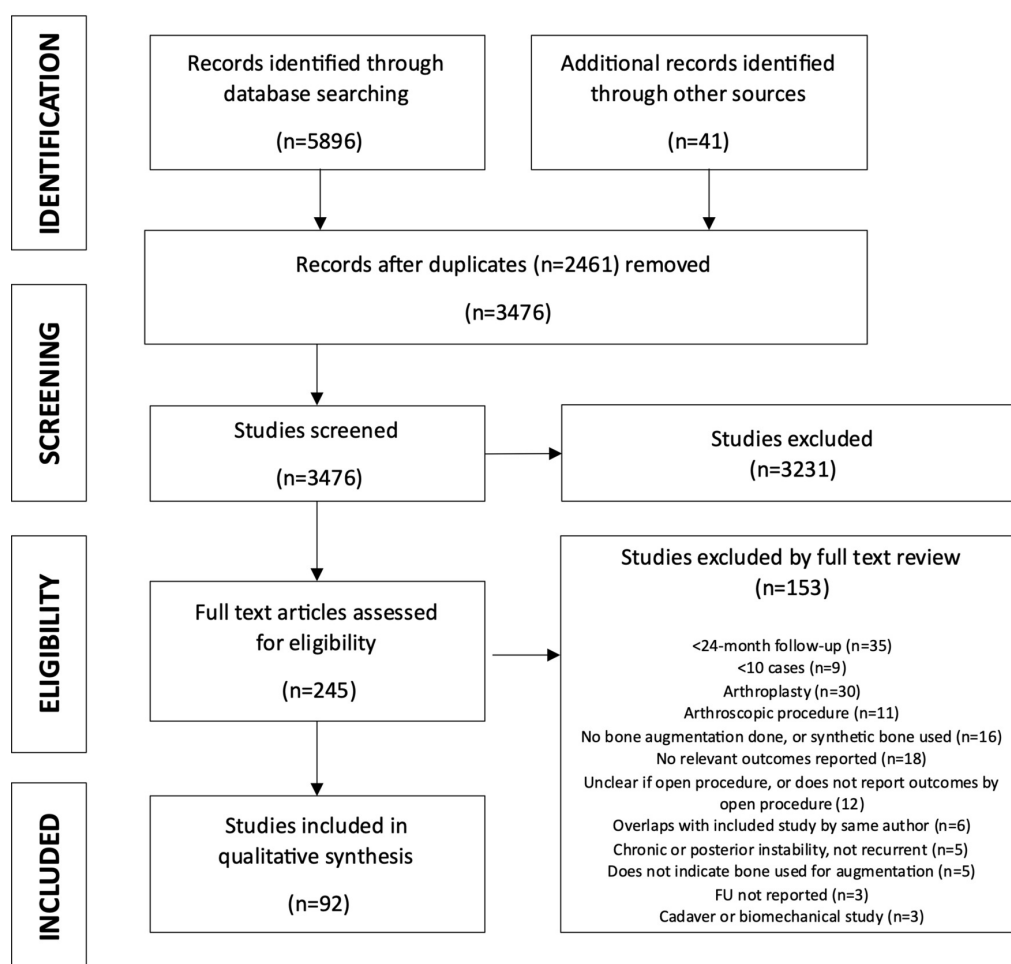 IDENTIFICATION
Records identified through
database searching
(n=5896)
Additional records identified
through other sources
(n=41)
Records after duplicates (n=2461) removed
(n=3476)
SCREENING
Studies screened
(n=3476)
Studies excluded
(n=3231)
ELIGIBILITY
Full text articles assessed
for eligibility
(n=245)
Studies excluded by full text review
(n=153)
<24-month follow-up (n=35)
<10 cases (n=9)
Arthroplasty (n=30)
Arthroscopic procedure (n=11)
No bone augmentation done, or synthetic bone used (n=16)
No relevant outcomes reported (n=18)
Unclear if open procedure, or does not report outcomes by
open procedure (12)
Overlaps with included study by same author (n=6)
Chronic or posterior instability, not recurrent (n=5)
Does not indicate bone used for augmentation (n=5)
FU not reported (n=3)
Cadaver or biomechanical study (n=3)
INCLUDED
Studies included in
qualitative synthesis
(n=92)